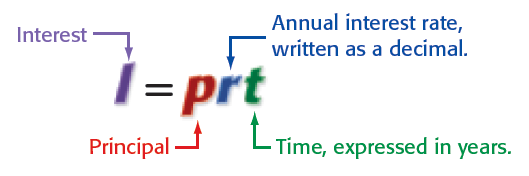 Annual interest rate,
Interest
written as a decimal.
I = prt
Principal
Time, expressed in years.